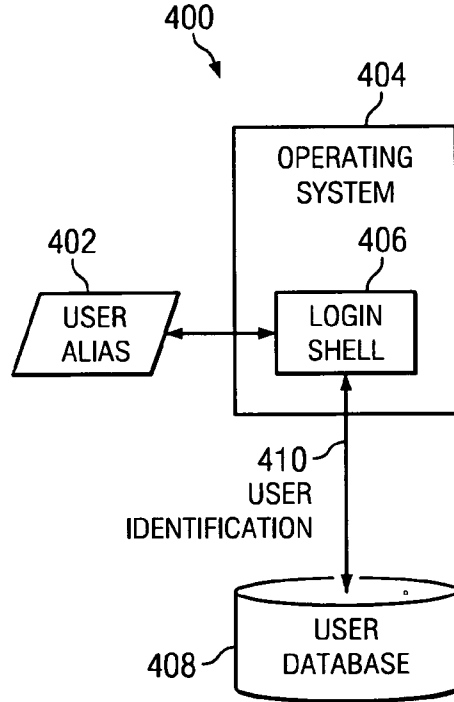 400
404
OPERATING
SYSTEM
402
406
USER
ALIAS
LOGIN
SHELL
410
USER
IDENTIFICATION
USER
DATABASE
408